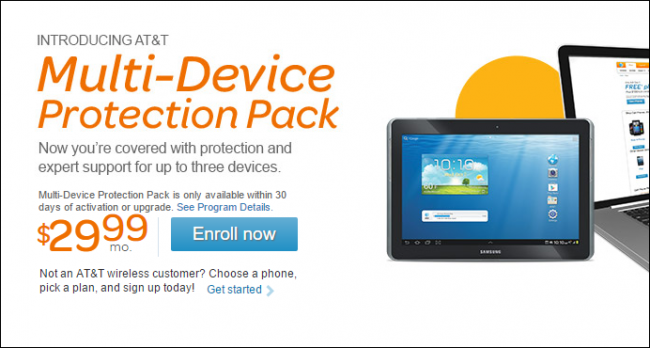 INTRODUCING AT&T
Multi-Device
Protection Pack
Now you're covered with protection and
expert support for up to three devices.
Multi-Device Protection Pack is only available within 30
days of activation or upgrade. See Program Details.
$29.99
mo.
Enroll now
Not an AT&T wireless customer? Choose a phone,
pick a plan, and sign up today! Get started
SAMSUNG